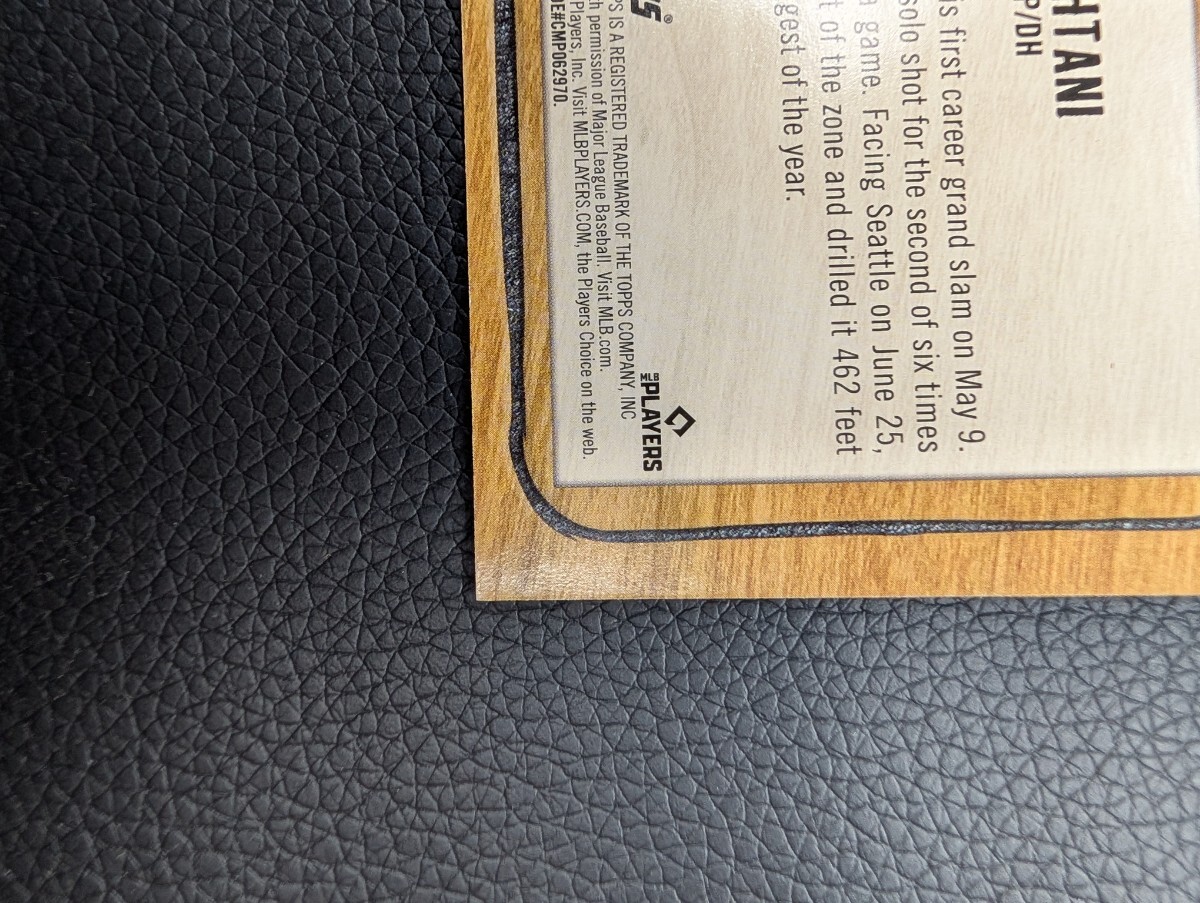 HTANI
P/DH
is first career grand slam on May 9.
solo shot for the second of six times
a game. Facing Seattle on June 25,
t of the zone and drilled it 462 feet
gest of the year.
S®
THE PLAYERS
PS IS A REGISTERED TRADEMARK OF THE TOPPS COMPANY, INC
h permission of Major League Baseball. Visit MLB.com.
Players, Inc. Visit MLBPLAYERS.COM, the Players Choice on the web.
DE#CMP062970.